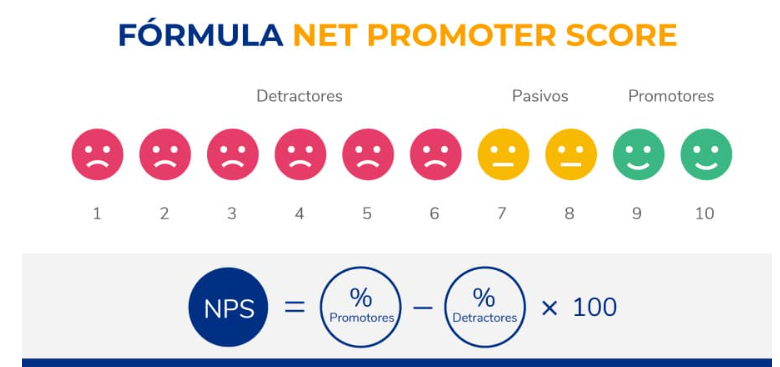 FÓRMULA NET PROMOTER SCORE
Detractores Pasivos Promotores
1 2 3 4 5 6 7 8 9 10
NPS = % Promotores − % Detractores × 100